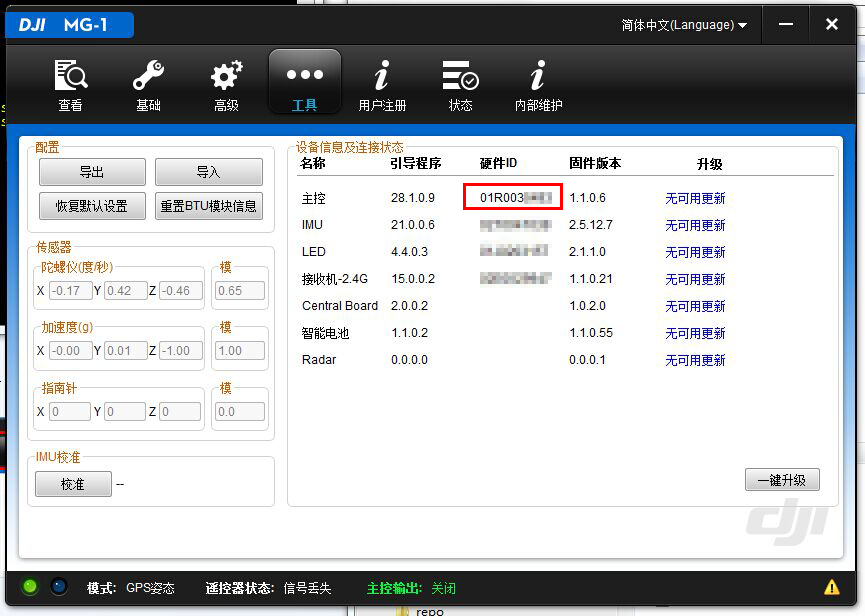 DJI MG-1
简体中文(Language)
查看 基础 高级 工具 用户注册 状态 内部维护
配置
导出 导入
恢复默认设置 重置BTU模块信息
传感器
陀螺仪(度/秒) 模
X -0.17 Y 0.42 Z -0.46 0.65
加速度(g) 模
X -0.00 Y 0.01 Z -1.00 1.00
指南针 模
X 0 Y 0 Z 0 0.0
IMU校准
校准 --
设备信息及连接状态
名称 引导程序 硬件ID 固件版本 升级
主控 28.1.0.9 01R003 1.1.0.6 无可用更新
IMU 21.0.0.6 2.5.12.7 无可用更新
LED 4.4.0.3 2.1.1.0 无可用更新
接收机-2.4G 15.0.0.2 1.1.0.21 无可用更新
Central Board 2.0.0.2 1.0.2.0 无可用更新
智能电池 1.1.0.2 1.1.0.55 无可用更新
Radar 0.0.0.0 0.0.0.1 无可用更新
一键升级
dji
模式: GPS姿态 遥控器状态: 信号丢失 主控输出: 关闭
repo